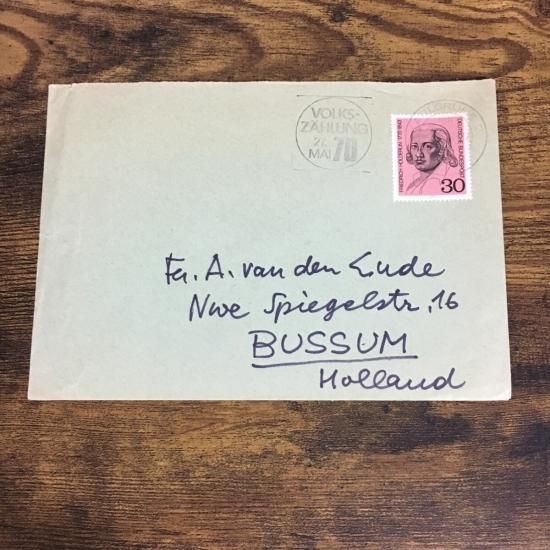 VOLKS-
ZÄHLUNG
27.
MAI 70
FRIEDRICH HÖLDERLIN 1770-1843
DEUTSCHE BUNDESPOST
30
Fa. A. van den Ende
Nwe Spiegelstr. 16
BUSSUM
Holland